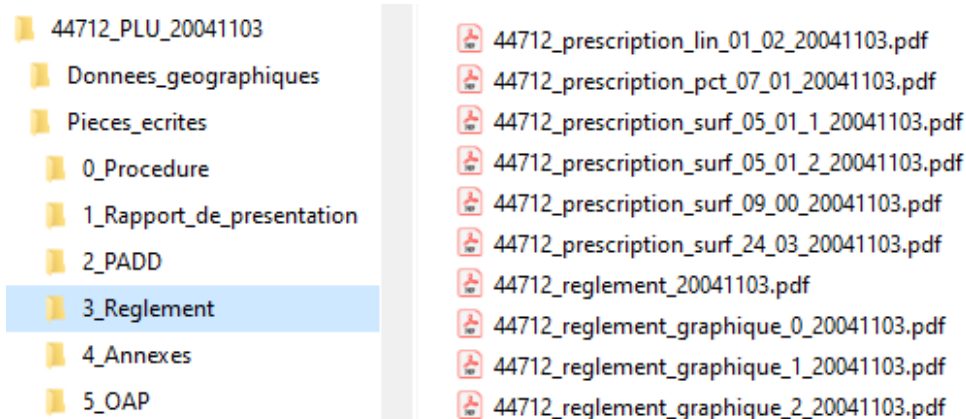 44712_PLU_20041103
Donnees_geographiques
Pieces_ecrites
0_Procedure
1_Rapport_de_presentation
2_PADD
3_Reglement
4_Annexes
5_OAP
44712_prescription_lin_01_02_20041103.pdf
44712_prescription_pct_07_01_20041103.pdf
44712_prescription_surf_05_01_1_20041103.pdf
44712_prescription_surf_05_01_2_20041103.pdf
44712_prescription_surf_09_00_20041103.pdf
44712_prescription_surf_24_03_20041103.pdf
44712_reglement_20041103.pdf
44712_reglement_graphique_0_20041103.pdf
44712_reglement_graphique_1_20041103.pdf
44712_reglement_graphique_2_20041103.pdf